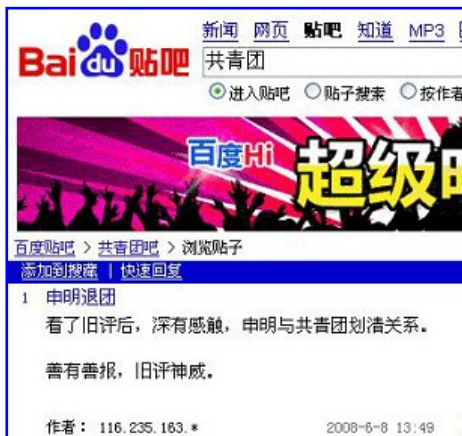 Bai du 贴吧
新闻 网页 贴吧 知道 MP3
共青团
进入贴吧 贴子搜索 按作者
百度Hi 超级
百度贴吧 > 共青团吧 > 浏览贴子
添加到搜藏 | 快速回复
1 申明退团
看了旧评后，深有感触，申明与共青团划清关系。
善有善报，旧评神威。
作者： 116.235.163.* 2008-6-8 13:49